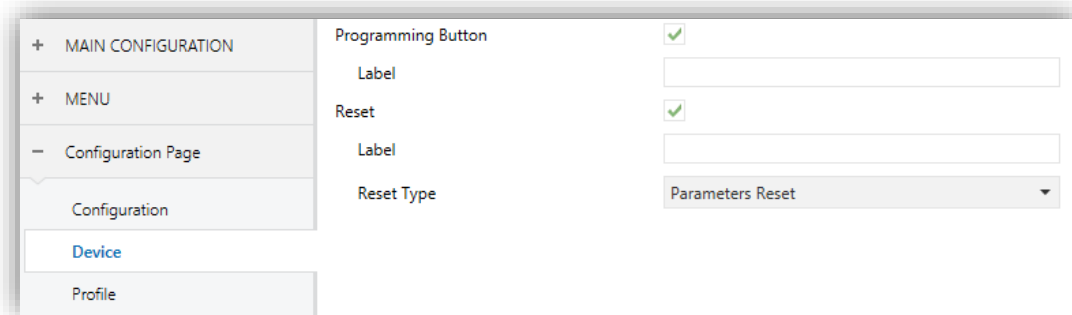 MAIN CONFIGURATION
MENU
Configuration Page
Configuration
Device
Profile
Programming Button
Label
Reset
Label
Reset Type
Parameters Reset